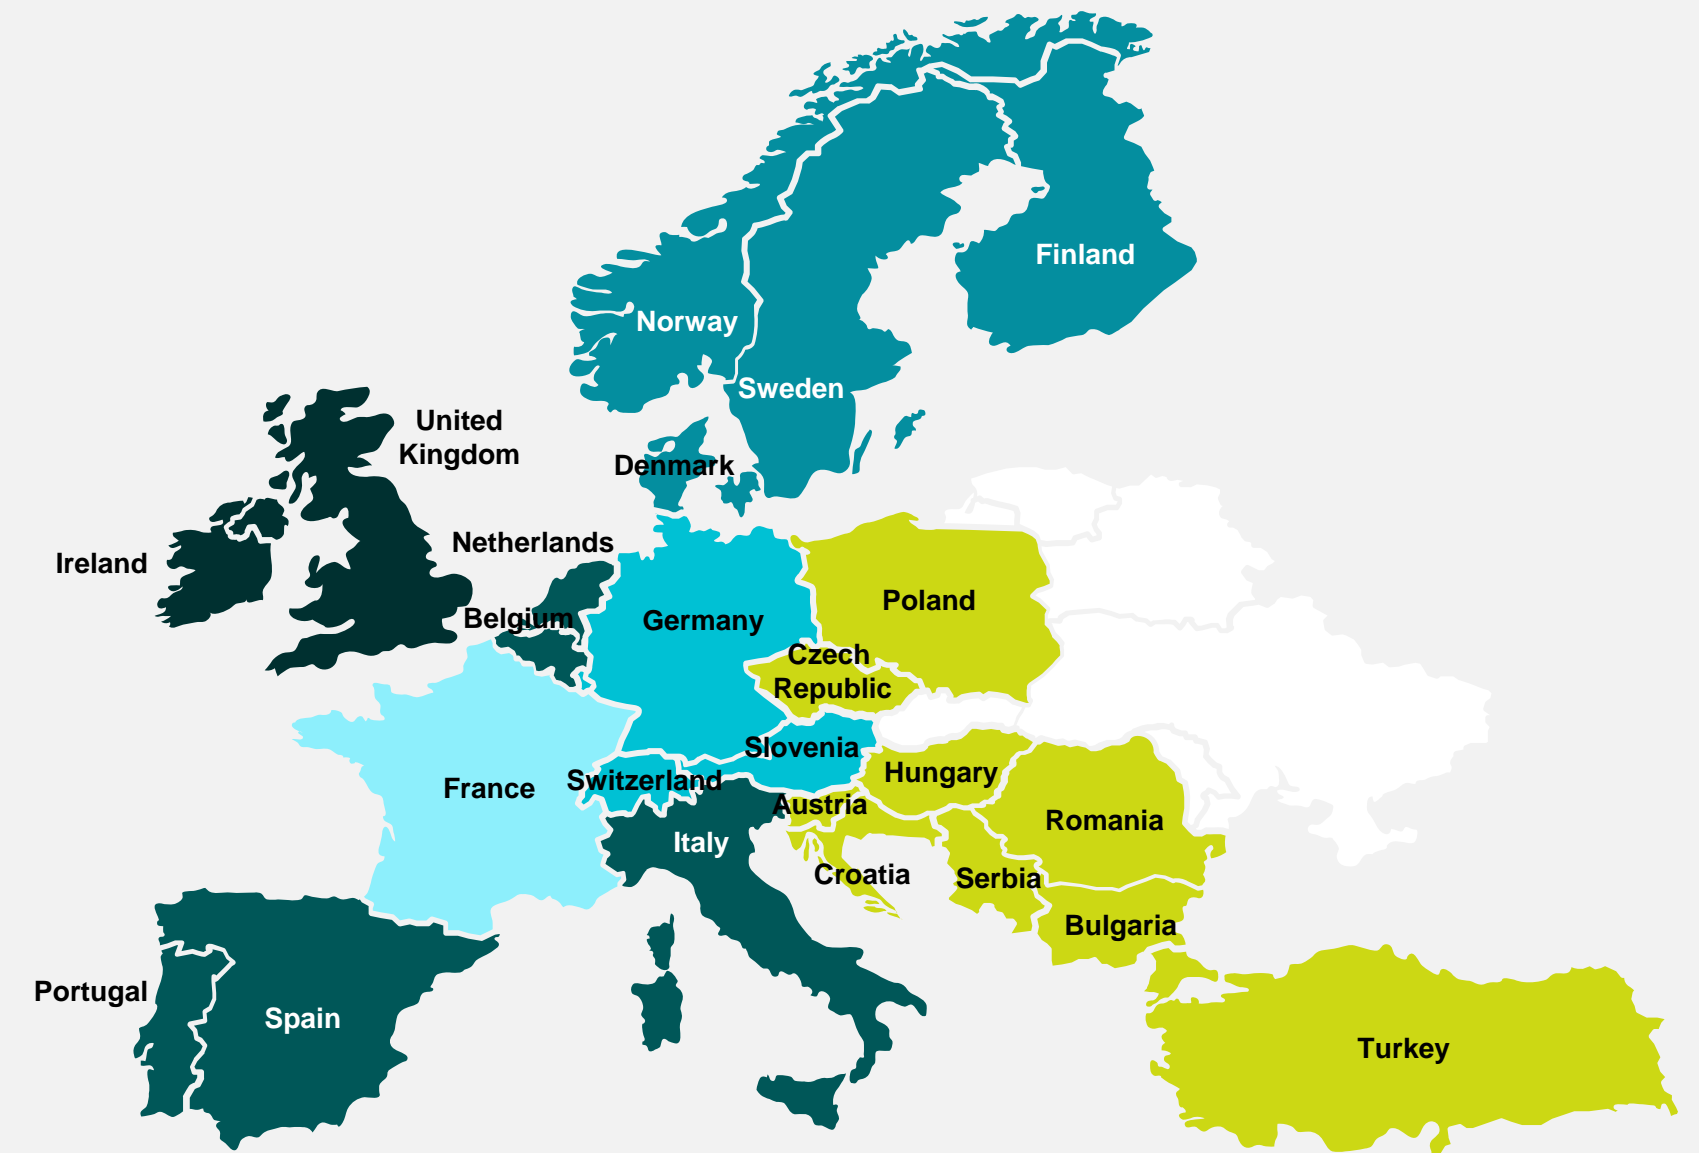 Finland
Norway
Sweden
United
Kingdom
Denmark
Netherlands
Ireland
Belgium
Germany
Poland
Czech
Republic
Slovenia
Switzerland
Hungary
France
Austria
Romania
Italy
Croatia
Serbia
Bulgaria
Portugal
Spain
Turkey